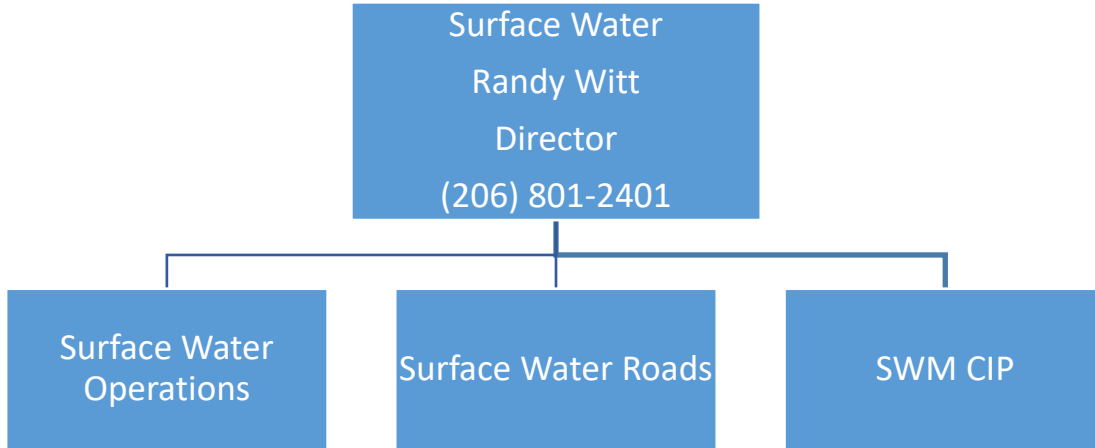 Surface Water
Randy Witt
Director
(206) 801-2401
Surface Water
Operations
Surface Water Roads
SWM CIP